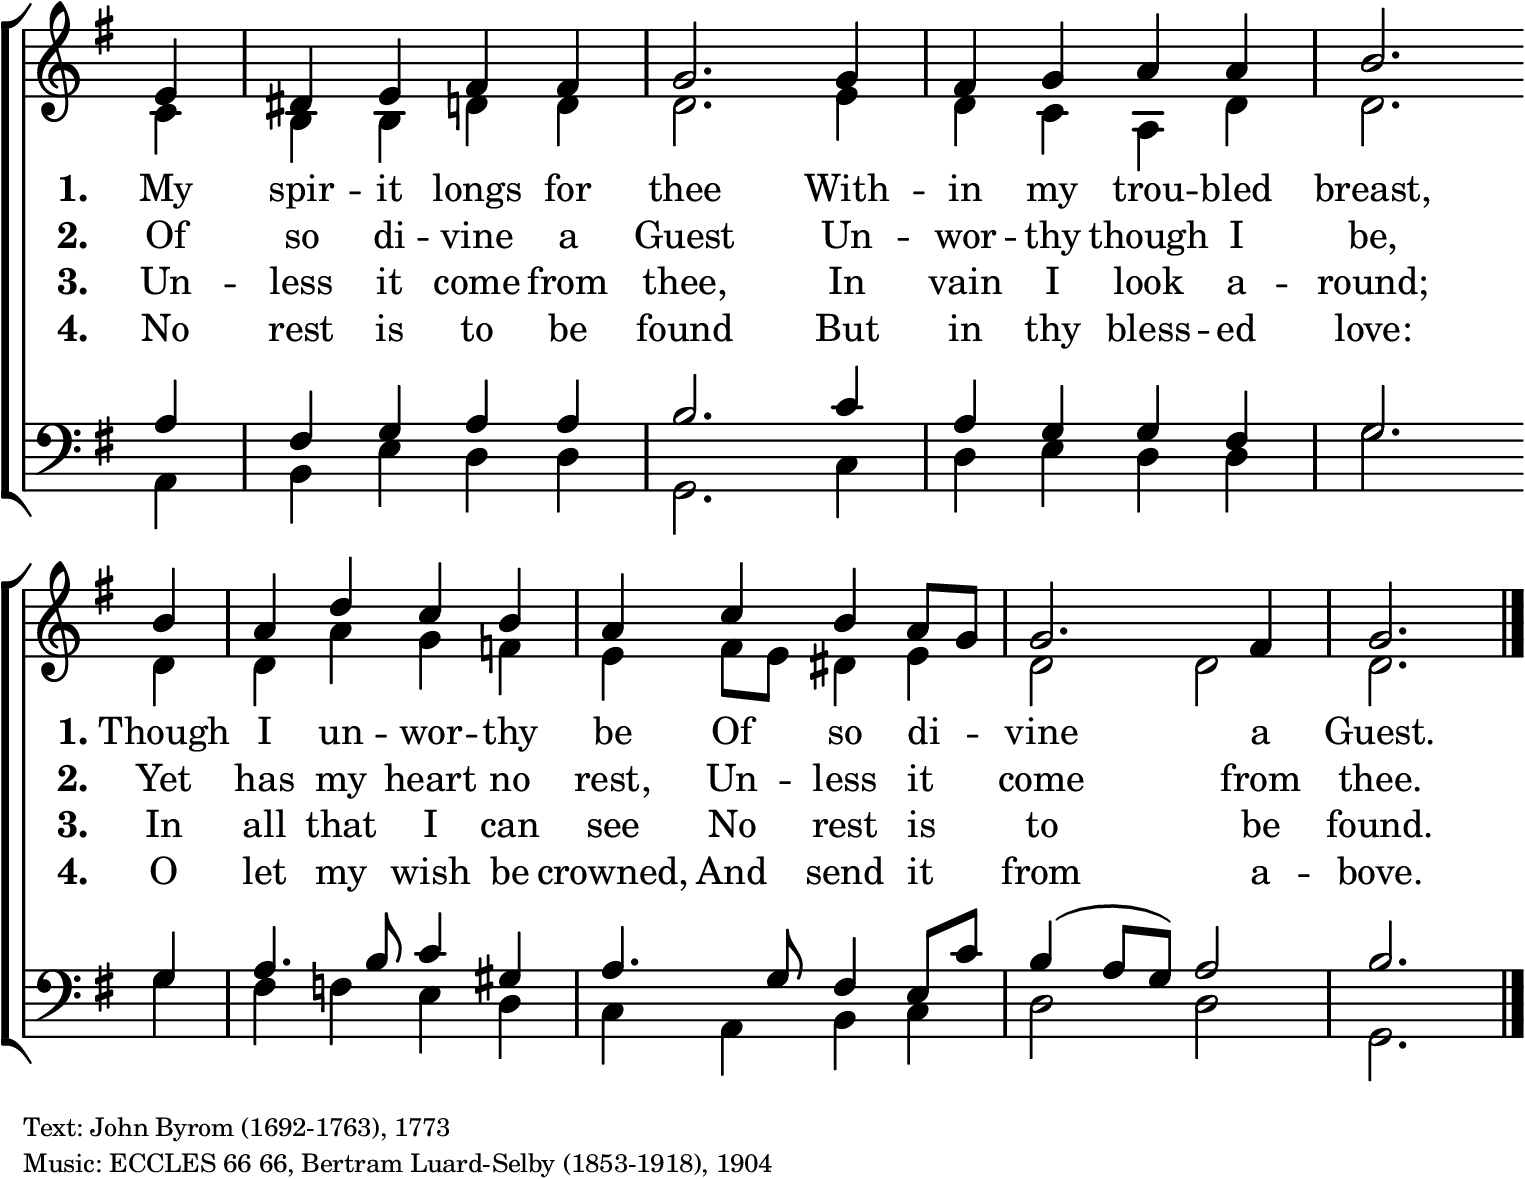 1. My spir -- it longs for thee With -- in my trou -- bled breast,
2. Of so di -- vine a Guest Un -- wor -- thy though I be,
3. Un -- less it come from thee, In vain I look a -- round;
4. No rest is to be found But in thy bless -- ed love:
1. Though I un -- wor -- thy be Of so di -- vine a Guest.
2. Yet has my heart no rest, Un -- less it come from thee.
3. In all that I can see No rest is to be found.
4. O let my wish be crowned, And send it from a -- bove.
Text: John Byrom (1692-1763), 1773
Music: ECCLES 66 66, Bertram Luard-Selby (1853-1918), 1904